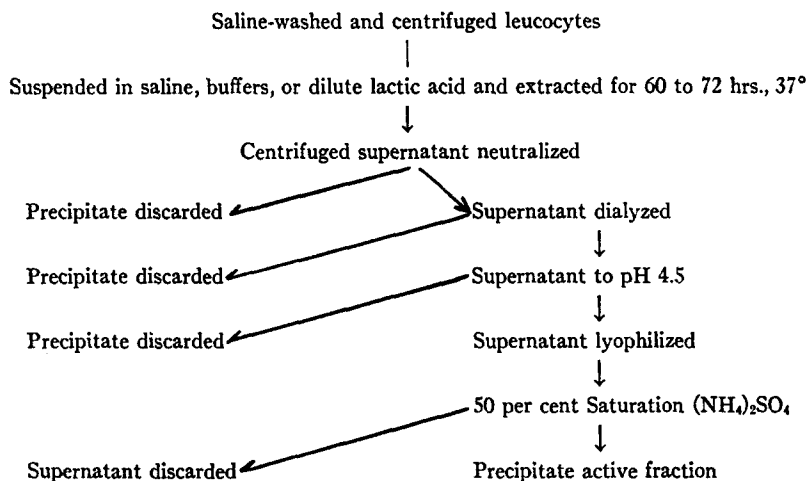 Saline-washed and centrifuged leucocytes
Suspended in saline, buffers, or dilute lactic acid and extracted for 60 to 72 hrs., 37°
Centrifuged supernatant neutralized
Precipitate discarded
Supernatant dialyzed
Precipitate discarded
Supernatant to pH 4.5
Precipitate discarded
Supernatant lyophilized
50 per cent Saturation (NH₄)₂SO₄
Supernatant discarded
Precipitate active fraction